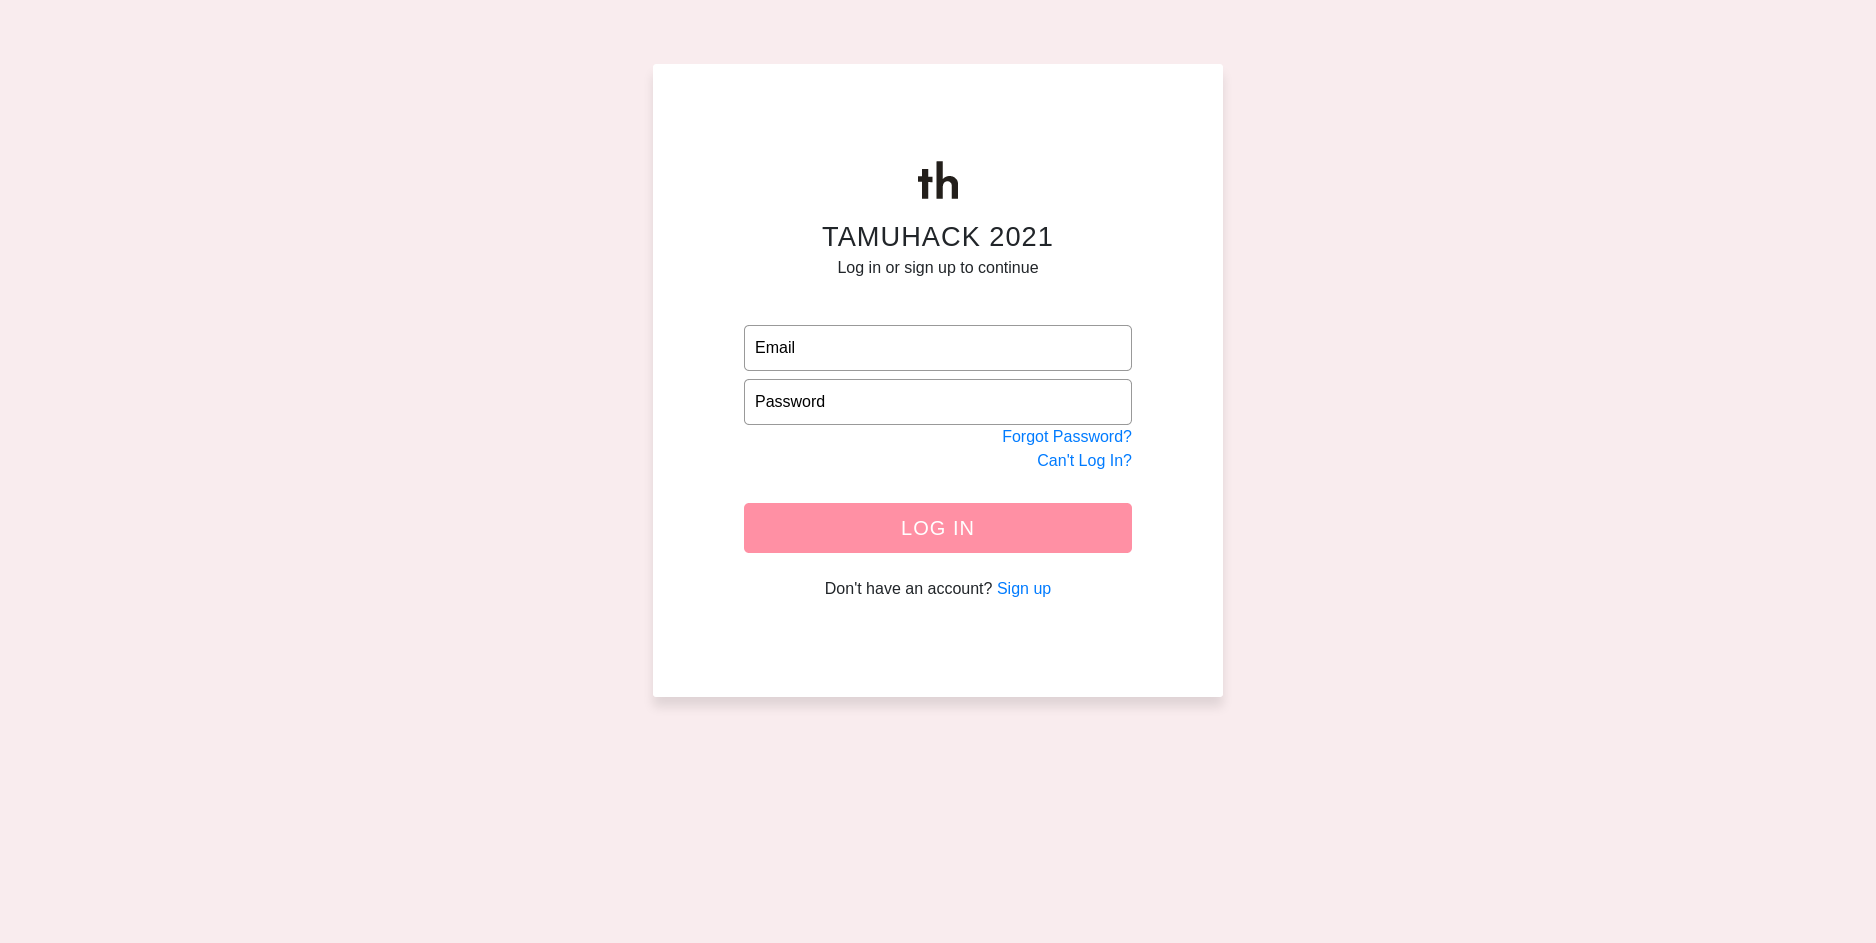 th
TAMUHACK 2021
Log in or sign up to continue
Email
Password
Forgot Password?
Can't Log In?
LOG IN
Don't have an account? Sign up